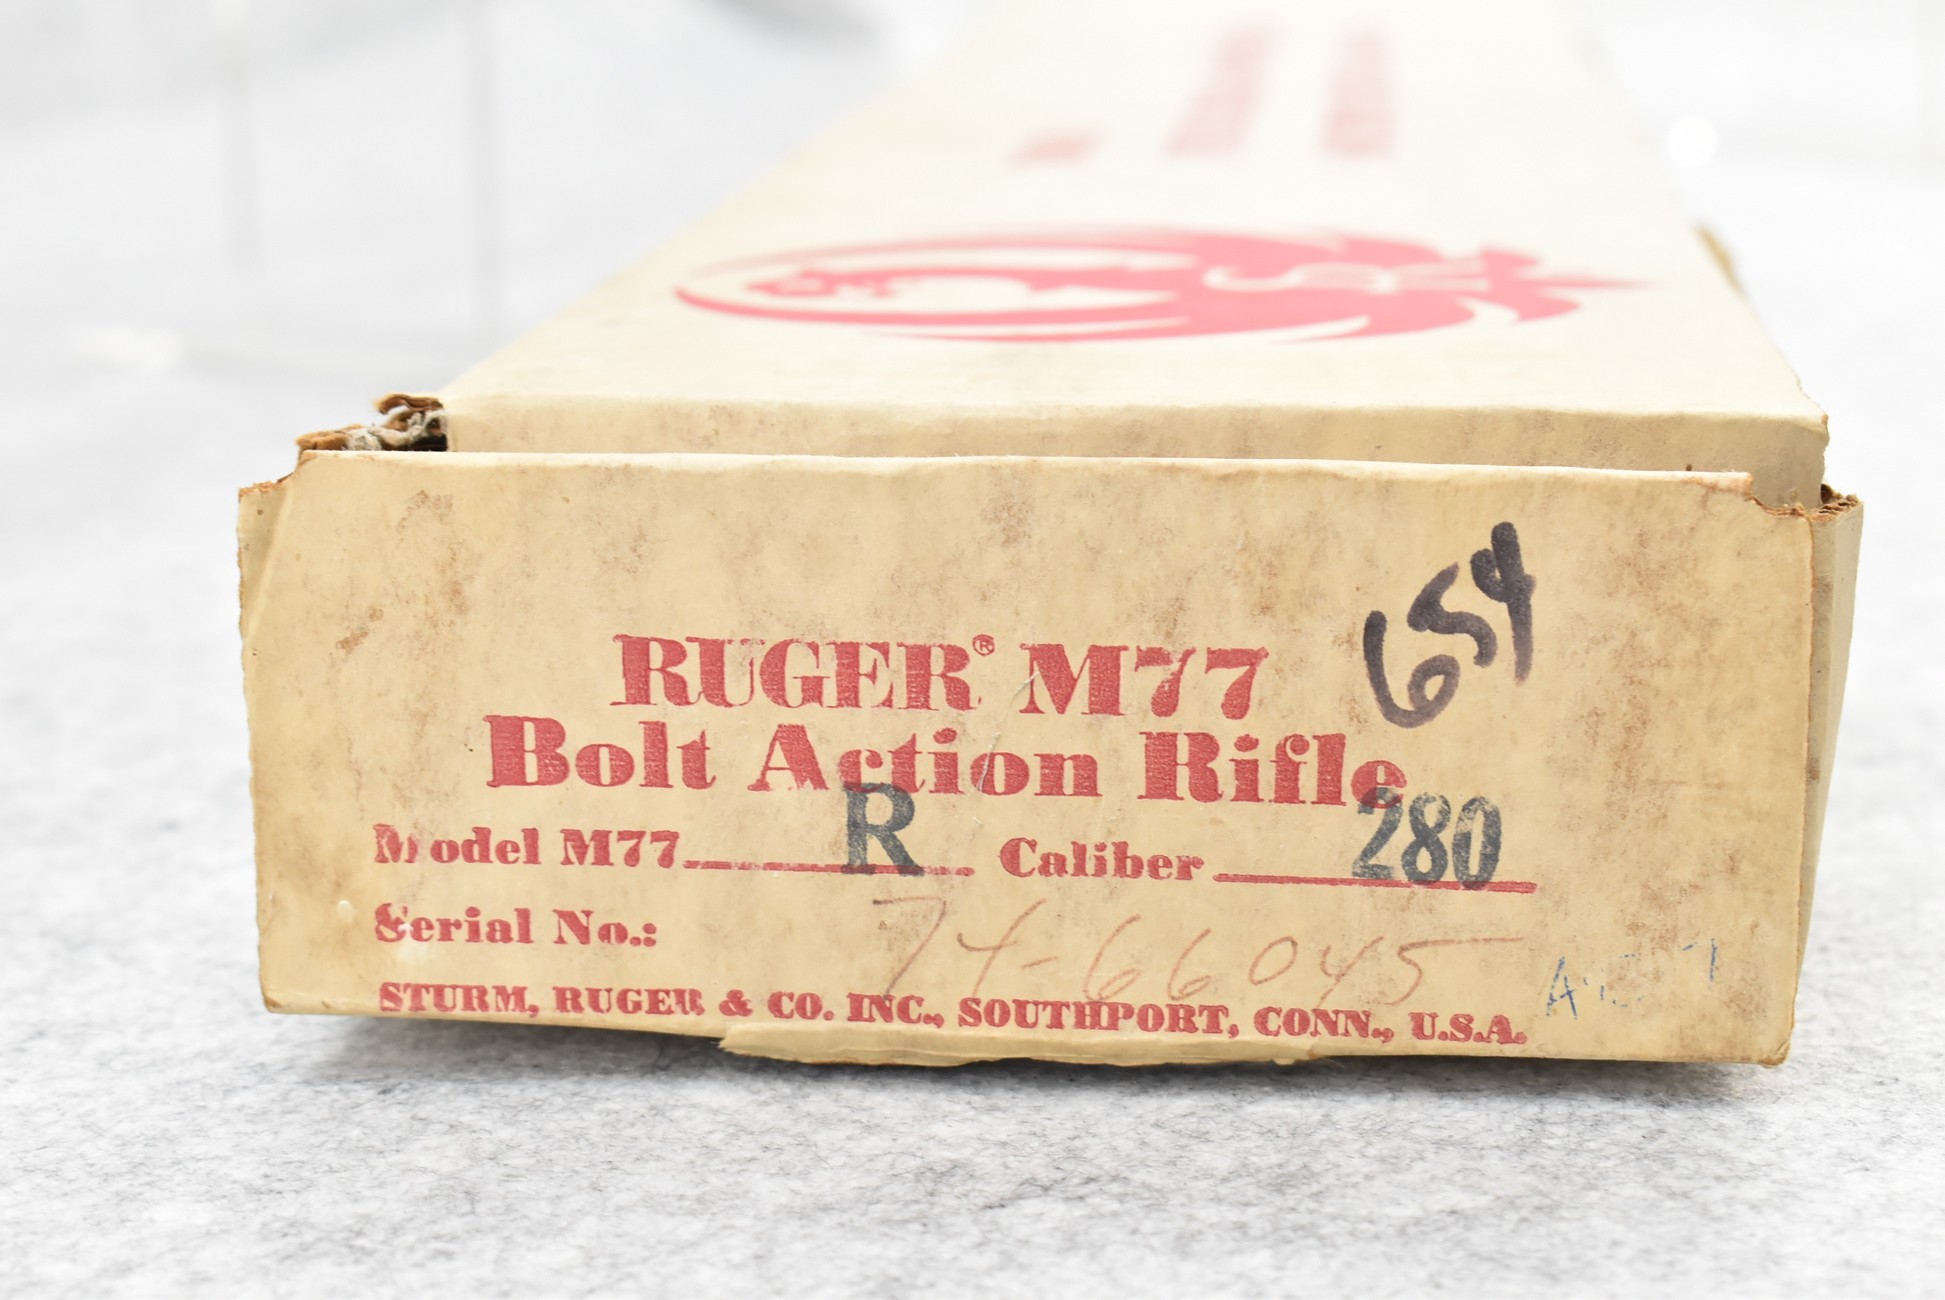 654
RUGER® M77
Bolt Action Rifle
Model M77 R Caliber 280
Serial No.: 74-66045
STURM, RUGER & CO. INC., SOUTHPORT, CONN., U.S.A.